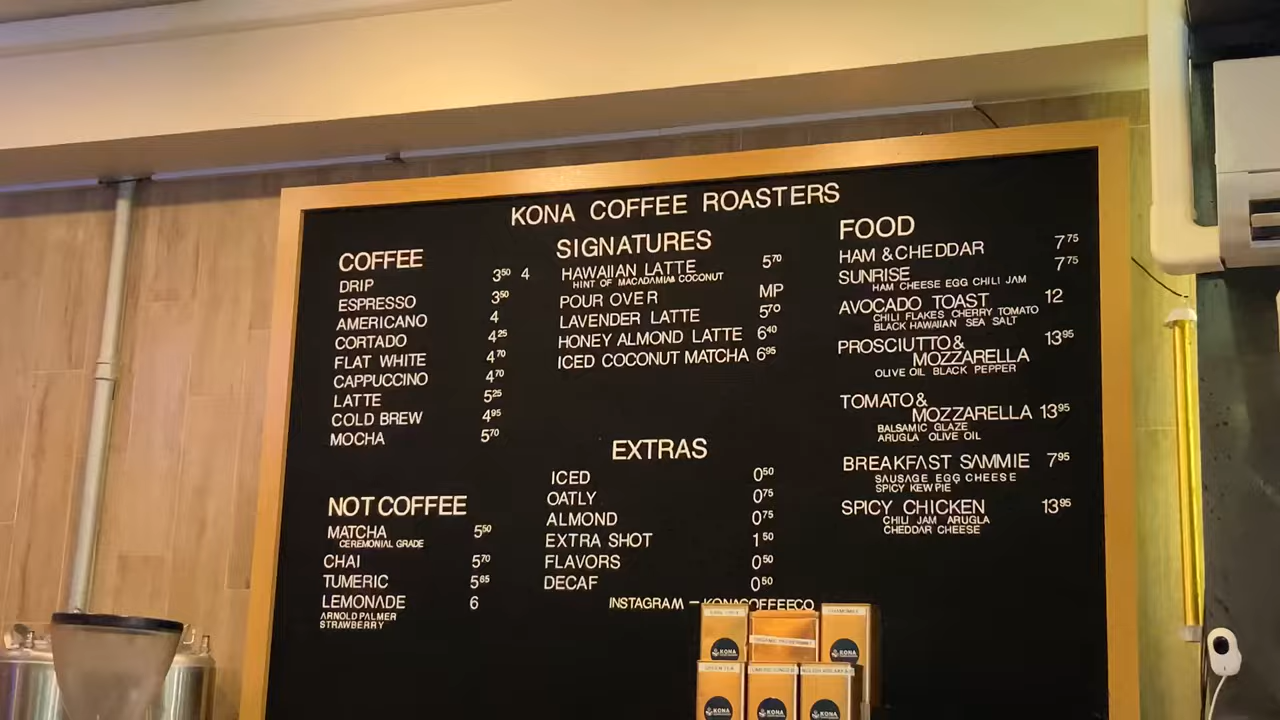 KONA COFFEE ROASTERS
COFFEE
DRIP 3⁵⁰ 4
ESPRESSO 3⁵⁰
AMERICANO 4
CORTADO 4²⁵
FLAT WHITE 4⁷⁰
CAPPUCCINO 4⁷⁰
LATTE 5²⁵
COLD BREW 4⁹⁵
MOCHA 5⁷⁰
NOT COFFEE
MATCHA 5⁵⁰
CEREMONIAL GRADE
CHAI 5⁷⁰
TUMERIC 5⁶⁵
LEMONADE 6
ARNOLD PALMER
STRAWBERRY
SIGNATURES
HAWAIIAN LATTE 5⁷⁰
HINT OF MACADAMIA & COCONUT
POUR OVER MP
LAVENDER LATTE 5⁷⁰
HONEY ALMOND LATTE 6⁴⁰
ICED COCONUT MATCHA 6⁹⁵
EXTRAS
ICED 0⁵⁰
OATLY 0⁷⁵
ALMOND 0⁷⁵
EXTRA SHOT 1⁵⁰
FLAVORS 0⁵⁰
DECAF 0⁵⁰
INSTAGRAM – KONACOFFEECO
FOOD
HAM & CHEDDAR 7⁷⁵
SUNRISE 7⁷⁵
HAM CHEESE EGG CHILI JAM
AVOCADO TOAST 12
CHILI FLAKES CHERRY TOMATO
BLACK HAWAIIAN SEA SALT
PROSCIUTTO & 13⁹⁵
MOZZARELLA
OLIVE OIL BLACK PEPPER
TOMATO &
MOZZARELLA 13⁹⁵
BALSAMIC GLAZE
ARUGLA OLIVE OIL
BREAKFAST SAMMIE 7⁹⁵
SAUSAGE EGG CHEESE
SPICY KEWPIE
SPICY CHICKEN 13⁹⁵
CHILI JAM ARUGLA
CHEDDAR CHEESE
KONA
KONA
GREEN TEA
ENGLISH BREAKFAST
KONA
KONA
KONA